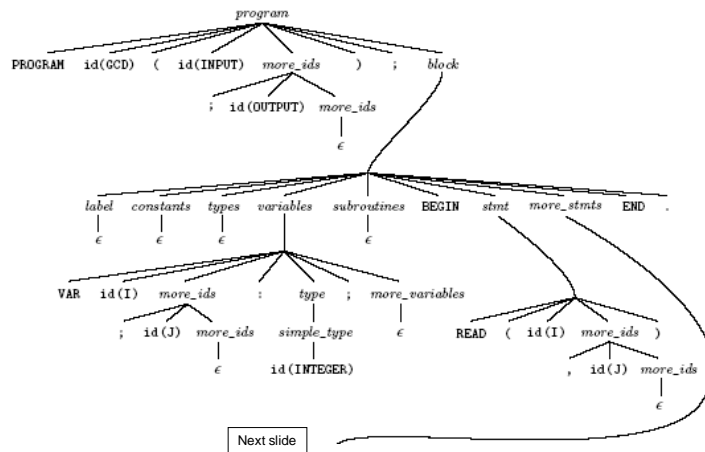 program
PROGRAM id(GCD) ( id(INPUT) more_ids ) ; block
; id(OUTPUT) more_ids
ϵ
label constants types variables subroutines BEGIN stmt more_stmts END .
ϵ ϵ ϵ ϵ
VAR id(I) more_ids : type ; more_variables READ ( id(I) more_ids )
; id(J) more_ids simple_type ϵ
, id(J) more_ids
ϵ id(INTEGER)
ϵ
Next slide